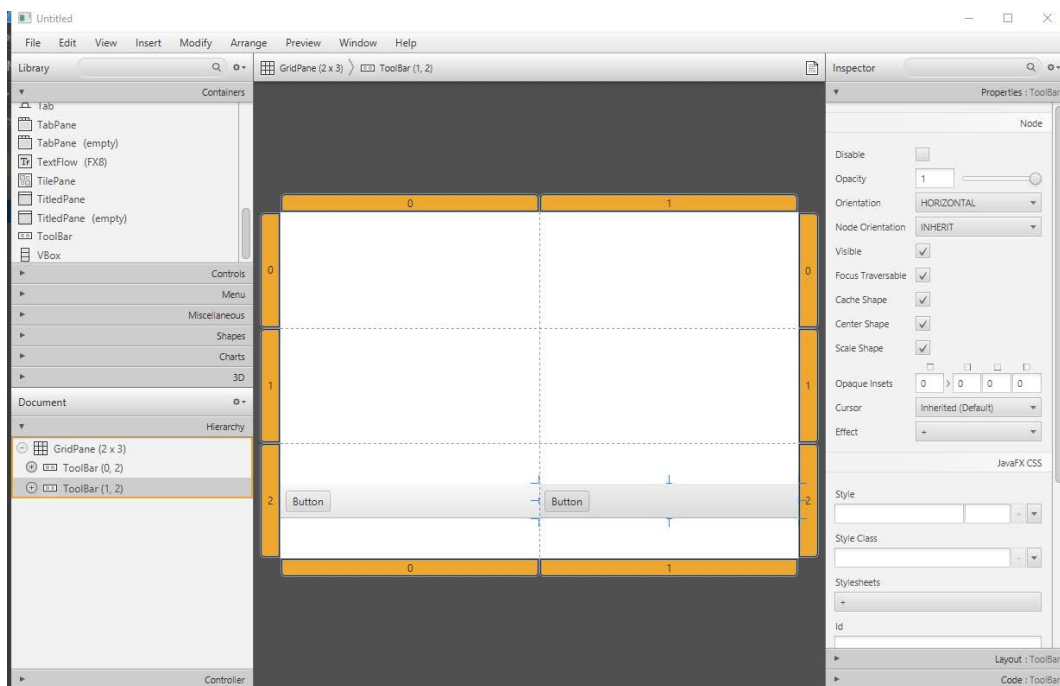 Untitled
File Edit View Insert Modify Arrange Preview Window Help
Library
GridPane (2 x 3) ToolBar (1, 2)
Inspector
Containers
Properties : ToolBar
Tab
TabPane
TabPane (empty)
Tr TextFlow (FX8)
TilePane
TitledPane
TitledPane (empty)
ToolBar
VBox
Controls
Menu
Miscellaneous
Shapes
Charts
3D
Document
Hierarchy
GridPane (2 x 3)
ToolBar (0, 2)
ToolBar (1, 2)
Controller
0 1
0 0
1 1
2 Button Button 2
0 1
Node
Disable
Opacity 1
Orientation HORIZONTAL
Node Orientation INHERIT
Visible
Focus Traversable
Cache Shape
Center Shape
Scale Shape
Opaque Insets 0 0 0 0
Cursor Inherited (Default)
Effect +
JavaFX CSS
Style
+
Style Class
+
Stylesheets
+
Id
Layout : ToolBar
Code : ToolBar